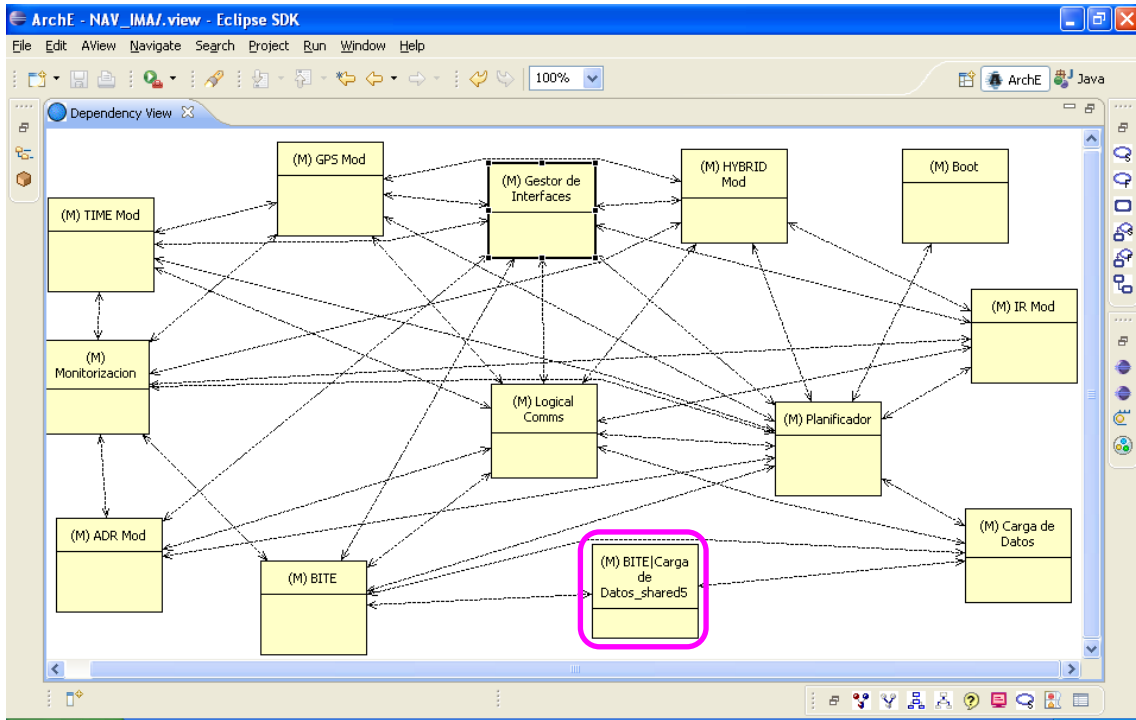 ArchE - NAV_IMA/.view - Eclipse SDK
File Edit AView Navigate Search Project Run Window Help
100%
ArchE
Java
Dependency View
(M) GPS Mod
(M) Gestor de
Interfaces
(M) HYBRID
Mod
(M) Boot
(M) TIME Mod
(M) IR Mod
(M)
Monitorizacion
(M) Logical
Comms
(M) Planificador
(M) ADR Mod
(M) BITE
(M) BITE|Carga
de
Datos_shared5
(M) Carga de
Datos